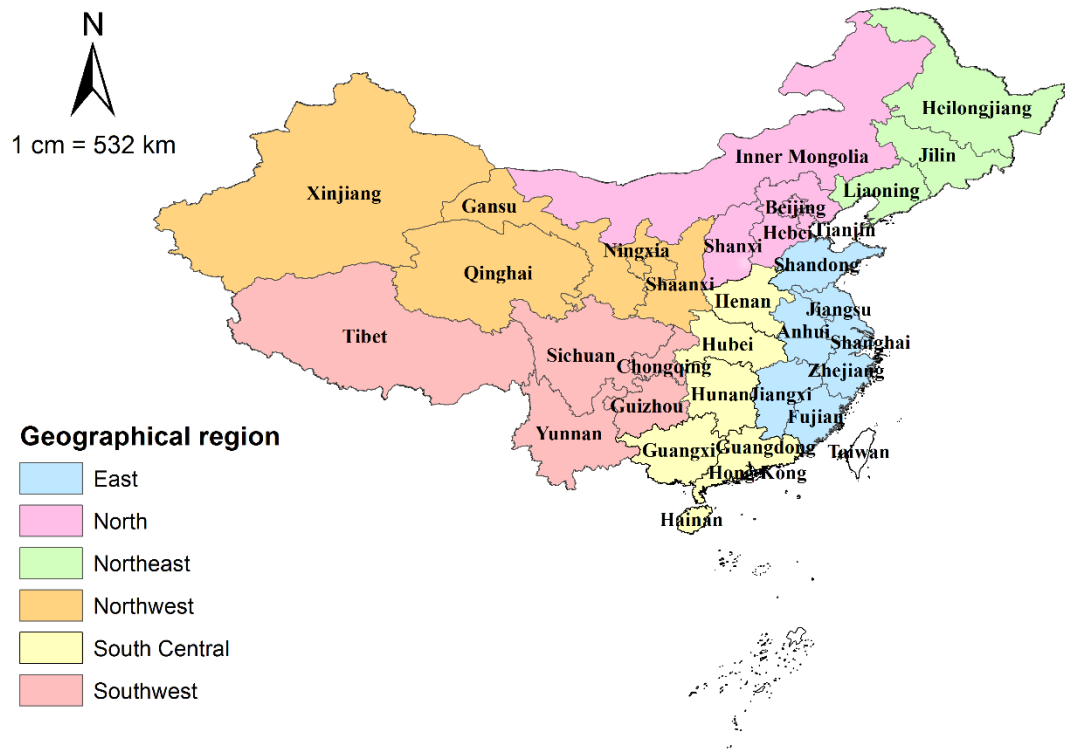 N
1 cm = 532 km
Heilongjiang
Jilin
Inner Mongolia
Liaoning
Xinjiang
Gansu
Beijing
Tianjin
Hebei
Ningxia
Shanxi
Shandong
Qinghai
Shaanxi
Henan
Jiangsu
Tibet
Anhui
Shanghai
Hubei
Sichuan
Chongqing
Zhejiang
Hunan
Jiangxi
Guizhou
Fujian
Yunnan
Guangxi
Guangdong
Taiwan
Hong Kong
Hainan
Geographical region
East
North
Northeast
Northwest
South Central
Southwest